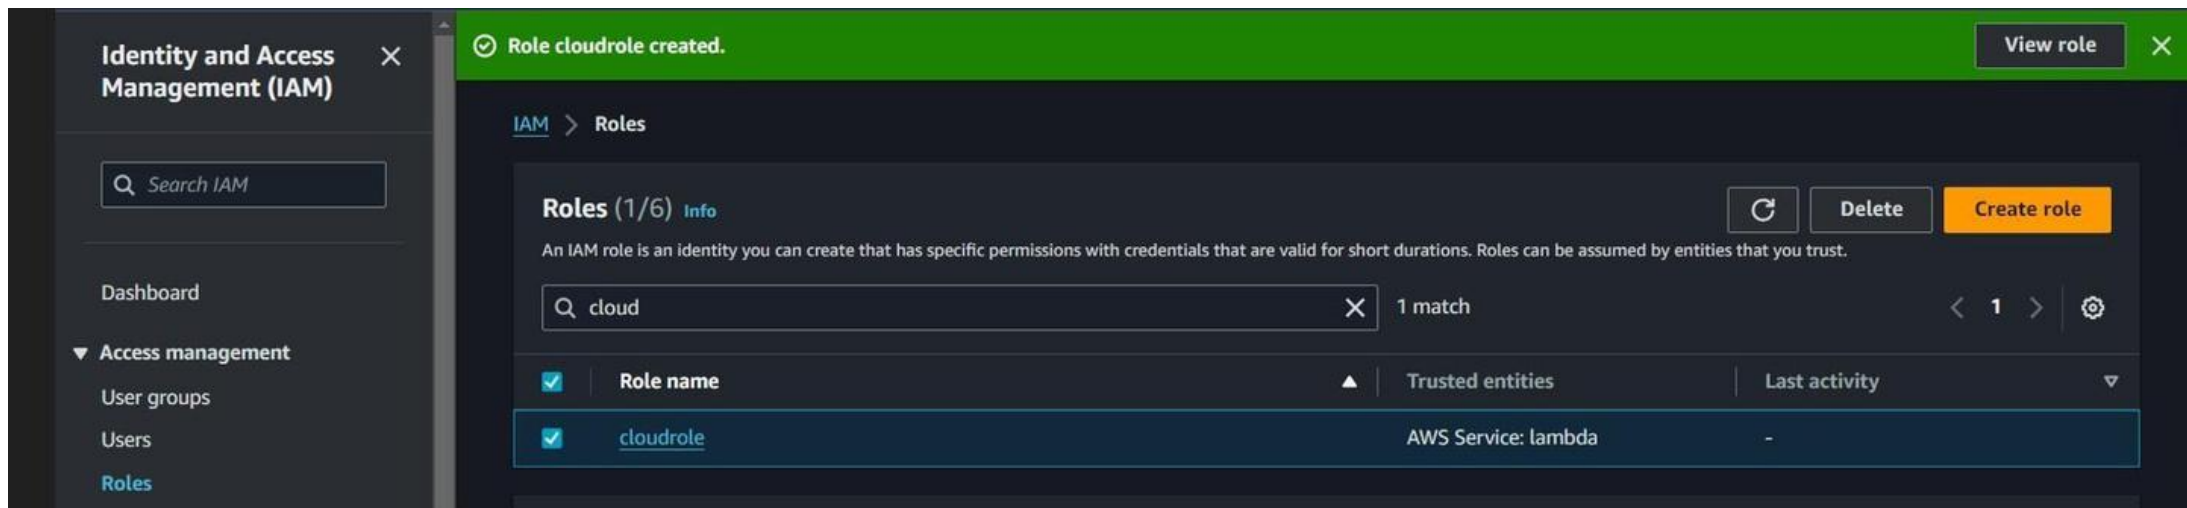 Identity and Access
Management (IAM)
Search IAM
Dashboard
Access management
User groups
Users
Roles
Role cloudrole created.
View role
IAM > Roles
Roles (1/6) Info
Delete
Create role
An IAM role is an identity you can create that has specific permissions with credentials that are valid for short durations. Roles can be assumed by entities that you trust.
cloud
1 match
< 1 >
Role name
Trusted entities
Last activity
cloudrole
AWS Service: lambda
-